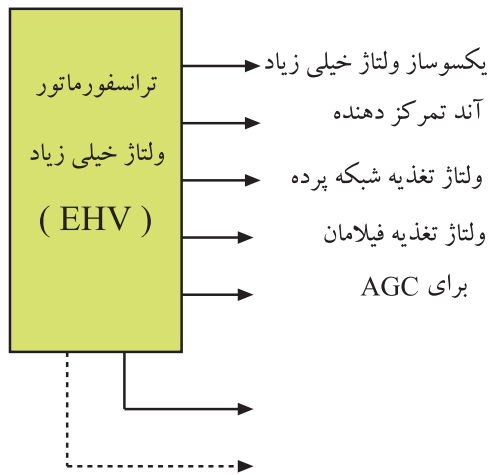 ترانسفورماتور
ولتاژ خیلی زیاد
( EHV )
یکسوساز ولتاژ خیلی زیاد
آند تمرکز دهنده
ولتاژ تغذیه شبکه پرده
ولتاژ تغذیه فیلامان
برای AGC